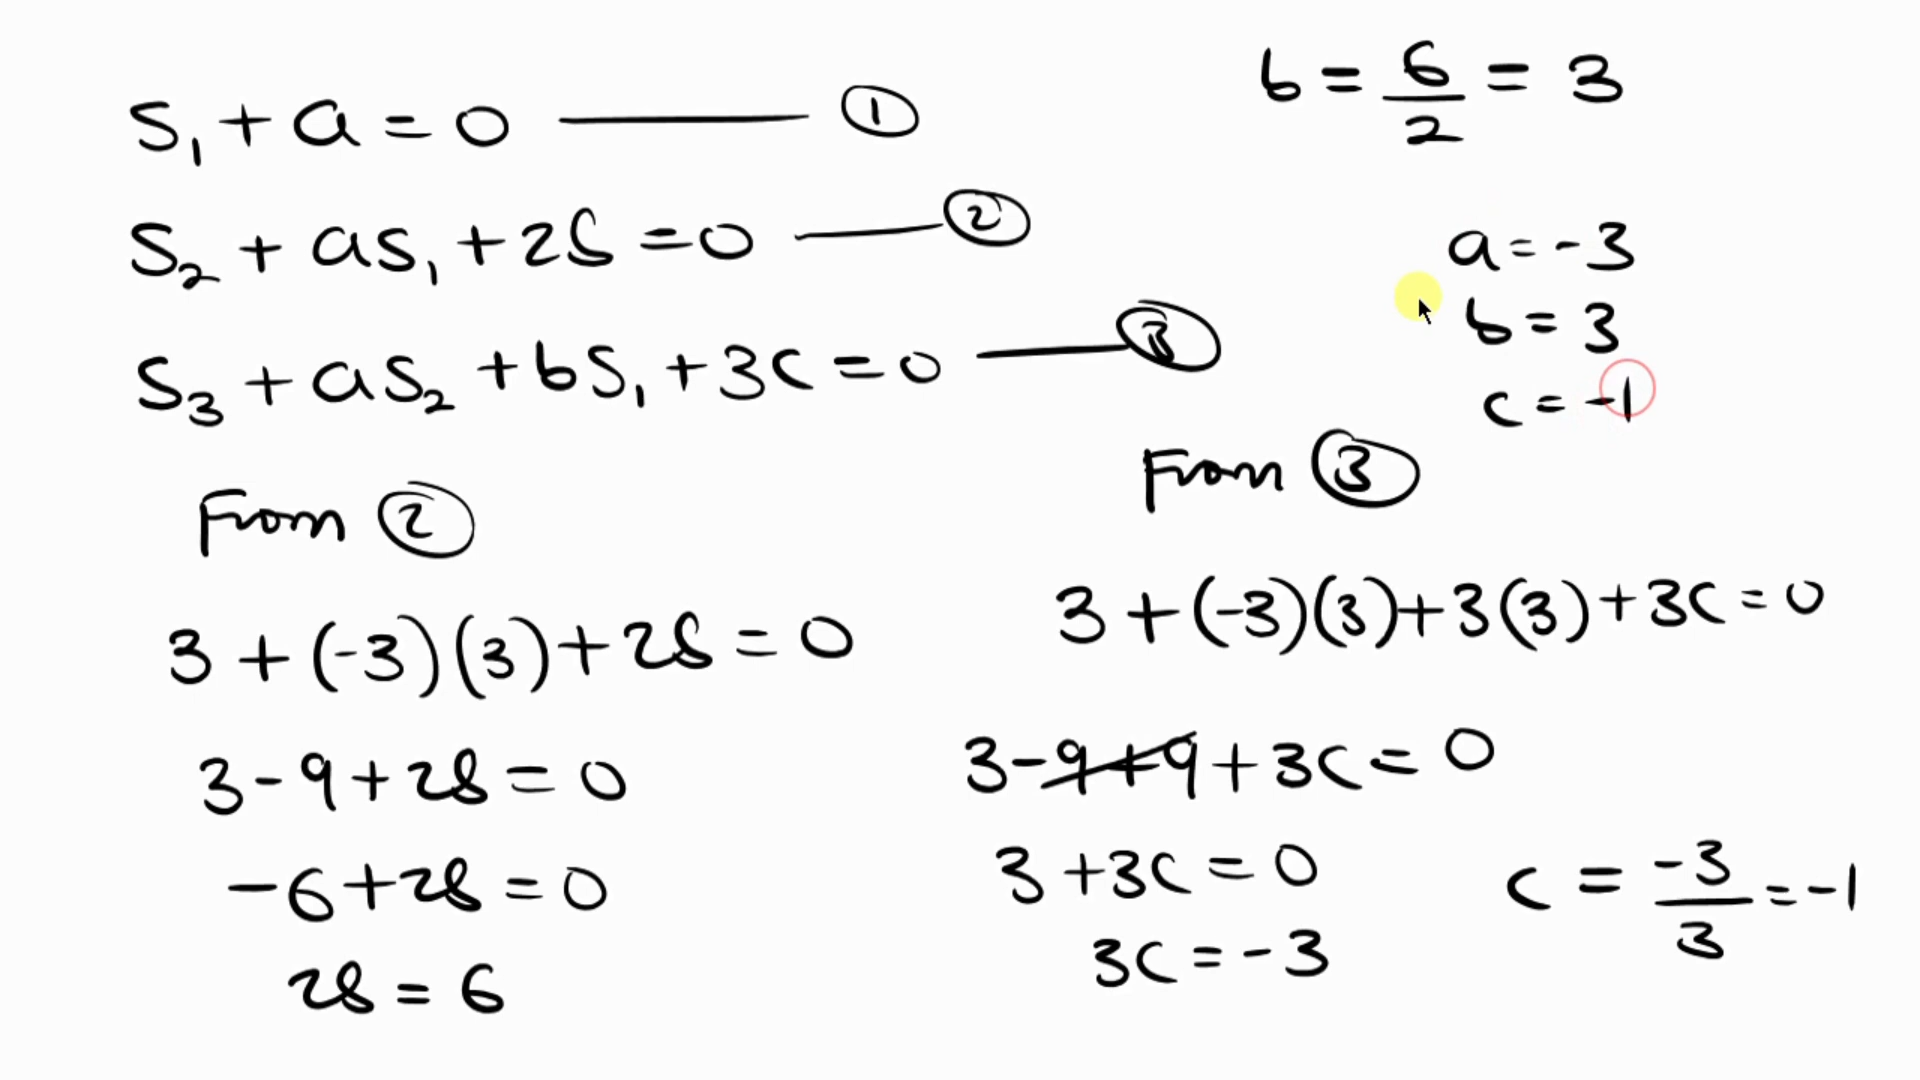 S₁ + a = 0 ——— ①
S₂ + aS₁ + 2b = 0 —— ②
S₃ + aS₂ + bS₁ + 3c = 0 —— ③
b = 6/2 = 3
a = -3
b = 3
c = -1
From ②
3 + (-3)(3) + 2b = 0
3 - 9 + 2b = 0
-6 + 2b = 0
2b = 6
From ③
3 + (-3)(3) + 3(3) + 3c = 0
3 - 9 + 9 + 3c = 0
3 + 3c = 0
3c = -3
c = -3/3 = -1